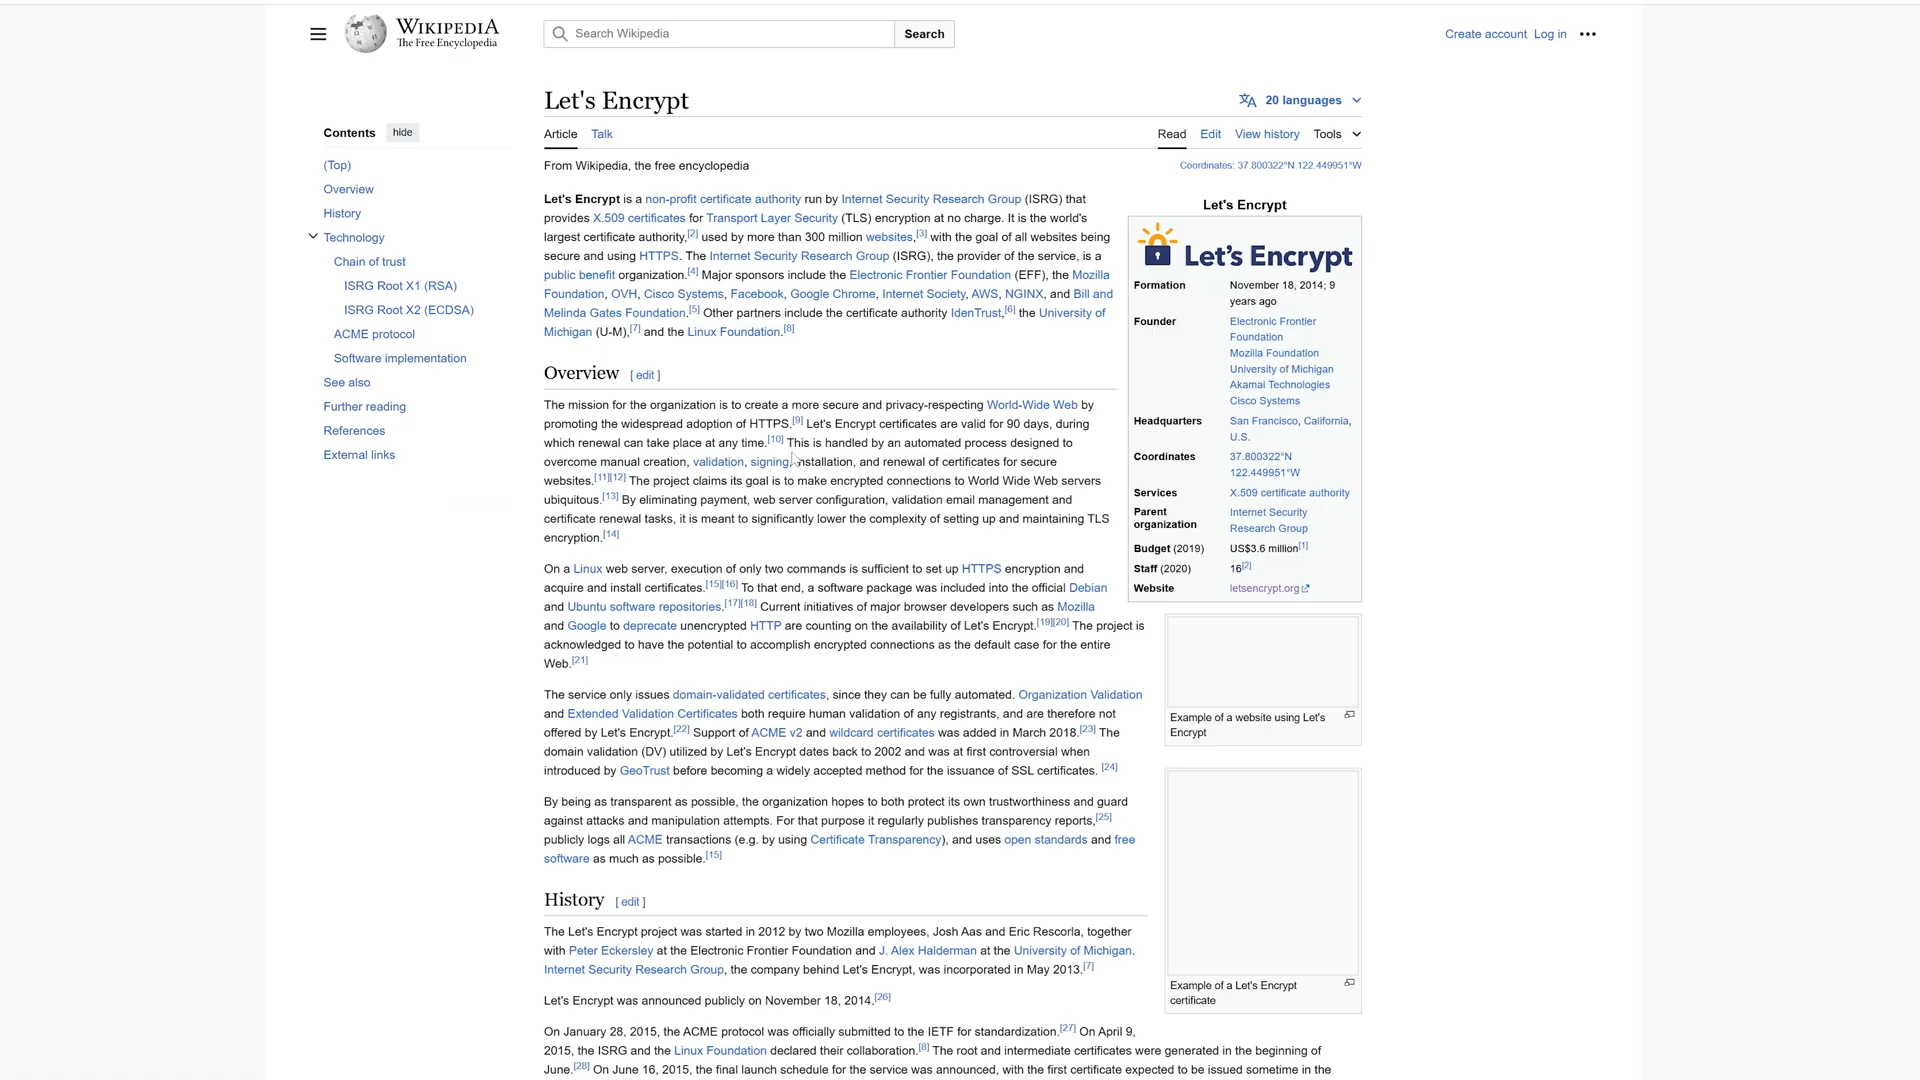 WIKIPEDIA
The Free Encyclopedia
Search Wikipedia
Search
Create account Log in
Contents hide
(Top)
Overview
History
Technology
Chain of trust
ISRG Root X1 (RSA)
ISRG Root X2 (ECDSA)
ACME protocol
Software implementation
See also
Further reading
References
External links
Let's Encrypt
20 languages
Article Talk
Read Edit View history Tools
From Wikipedia, the free encyclopedia
Coordinates: 37.800322°N 122.449951°W
Let's Encrypt is a non-profit certificate authority run by Internet Security Research Group (ISRG) that
provides X.509 certificates for Transport Layer Security (TLS) encryption at no charge. It is the world's
largest certificate authority,[2] used by more than 300 million websites,[3] with the goal of all websites being
secure and using HTTPS. The Internet Security Research Group (ISRG), the provider of the service, is a
public benefit organization.[4] Major sponsors include the Electronic Frontier Foundation (EFF), the Mozilla
Foundation, OVH, Cisco Systems, Facebook, Google Chrome, Internet Society, AWS, NGINX, and Bill and
Melinda Gates Foundation.[5] Other partners include the certificate authority IdenTrust,[6] the University of
Michigan (U-M),[7] and the Linux Foundation.[8]
Overview [ edit ]
The mission for the organization is to create a more secure and privacy-respecting World-Wide Web by
promoting the widespread adoption of HTTPS.[9] Let's Encrypt certificates are valid for 90 days, during
which renewal can take place at any time.[10] This is handled by an automated process designed to
overcome manual creation, validation, signing, installation, and renewal of certificates for secure
websites.[11][12] The project claims its goal is to make encrypted connections to World Wide Web servers
ubiquitous.[13] By eliminating payment, web server configuration, validation email management and
certificate renewal tasks, it is meant to significantly lower the complexity of setting up and maintaining TLS
encryption.[14]
On a Linux web server, execution of only two commands is sufficient to set up HTTPS encryption and
acquire and install certificates.[15][16] To that end, a software package was included into the official Debian
and Ubuntu software repositories.[17][18] Current initiatives of major browser developers such as Mozilla
and Google to deprecate unencrypted HTTP are counting on the availability of Let's Encrypt.[19][20] The project is
acknowledged to have the potential to accomplish encrypted connections as the default case for the entire
Web.[21]
The service only issues domain-validated certificates, since they can be fully automated. Organization Validation
and Extended Validation Certificates both require human validation of any registrants, and are therefore not
offered by Let's Encrypt.[22] Support of ACME v2 and wildcard certificates was added in March 2018.[23] The
domain validation (DV) utilized by Let's Encrypt dates back to 2002 and was at first controversial when
introduced by GeoTrust before becoming a widely accepted method for the issuance of SSL certificates. [24]
By being as transparent as possible, the organization hopes to both protect its own trustworthiness and guard
against attacks and manipulation attempts. For that purpose it regularly publishes transparency reports,[25]
publicly logs all ACME transactions (e.g. by using Certificate Transparency), and uses open standards and free
software as much as possible.[15]
History [ edit ]
The Let's Encrypt project was started in 2012 by two Mozilla employees, Josh Aas and Eric Rescorla, together
with Peter Eckersley at the Electronic Frontier Foundation and J. Alex Halderman at the University of Michigan.
Internet Security Research Group, the company behind Let's Encrypt, was incorporated in May 2013.[7]
Let's Encrypt was announced publicly on November 18, 2014.[26]
On January 28, 2015, the ACME protocol was officially submitted to the IETF for standardization.[27] On April 9,
2015, the ISRG and the Linux Foundation declared their collaboration.[8] The root and intermediate certificates were generated in the beginning of
June.[28] On June 16, 2015, the final launch schedule for the service was announced, with the first certificate expected to be issued sometime in the
Let's Encrypt
Let's Encrypt
Formation November 18, 2014; 9
years ago
Founder Electronic Frontier
Foundation
Mozilla Foundation
University of Michigan
Akamai Technologies
Cisco Systems
Headquarters San Francisco, California,
U.S.
Coordinates 37.800322°N
122.449951°W
Services X.509 certificate authority
Parent Internet Security
organization Research Group
Budget (2019) US$3.6 million[1]
Staff (2020) 16[2]
Website letsencrypt.org
Example of a website using Let's
Encrypt
Example of a Let's Encrypt
certificate